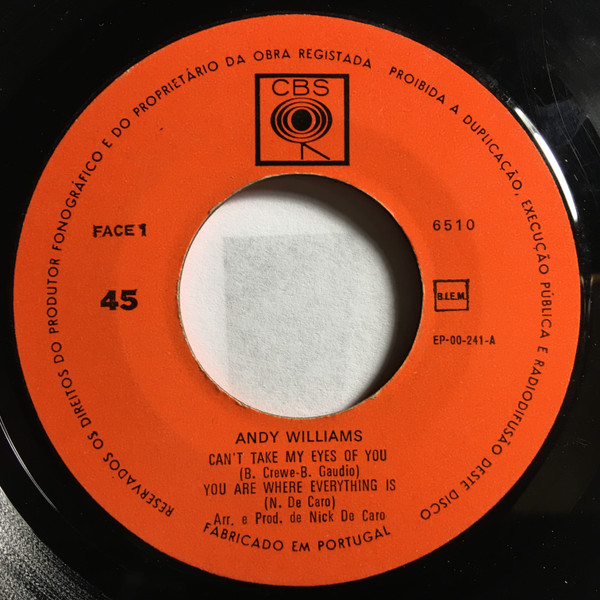 RESERVADOS OS DIREITOS DO PRODUTOR FONOGRÁFICO E DO PROPRIETÁRIO DA OBRA REGISTADA PROIBIDA A DUPLICAÇÃO, EXECUÇÃO PÚBLICA E RADIODIFUSÃO DESTE DISCO
CBS
FACE 1
6510
45
B.I.E.M.
EP-00-241-A
ANDY WILLIAMS
CAN'T TAKE MY EYES OF YOU
(B. Crewe-B. Gaudio)
YOU ARE WHERE EVERYTHING IS
(N. De Caro)
Arr. e Prod. de Nick De Caro
FABRICADO EM PORTUGAL